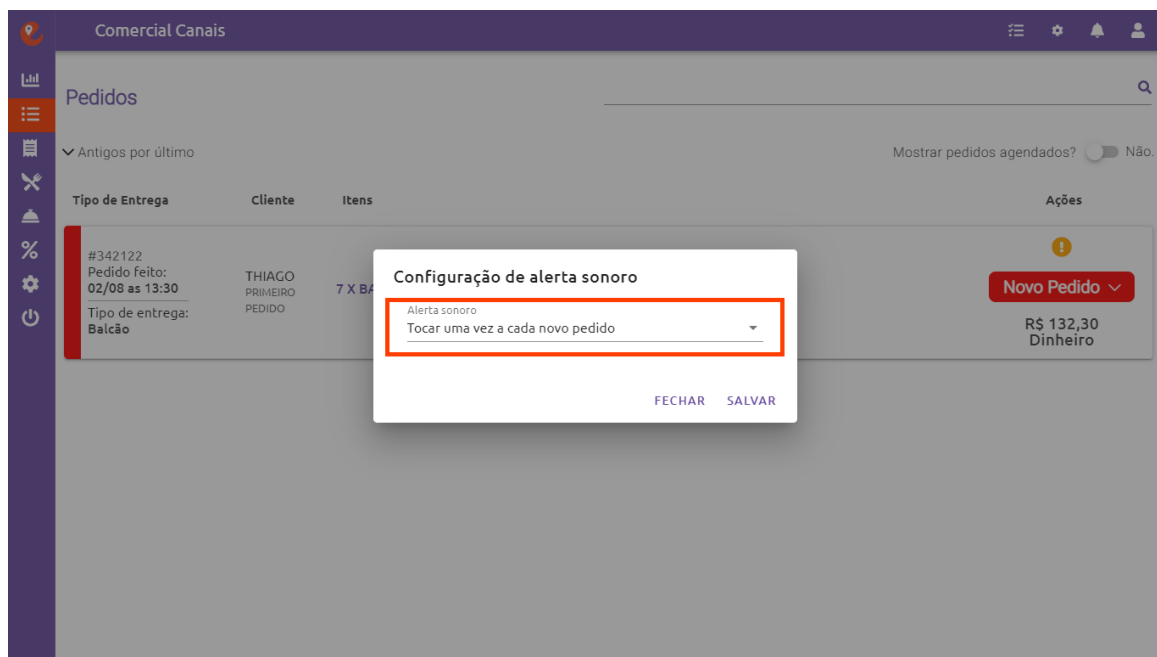 Comercial Canais
Pedidos
Antigos por último
Mostrar pedidos agendados? Não.
Tipo de Entrega Cliente Itens Ações
#342122
Pedido feito:
02/08 as 13:30
Tipo de entrega:
Balcão
THIAGO
PRIMEIRO
PEDIDO
7 X BA
Novo Pedido
R$ 132,30
Dinheiro
Configuração de alerta sonoro
Alerta sonoro
Tocar uma vez a cada novo pedido
FECHAR SALVAR